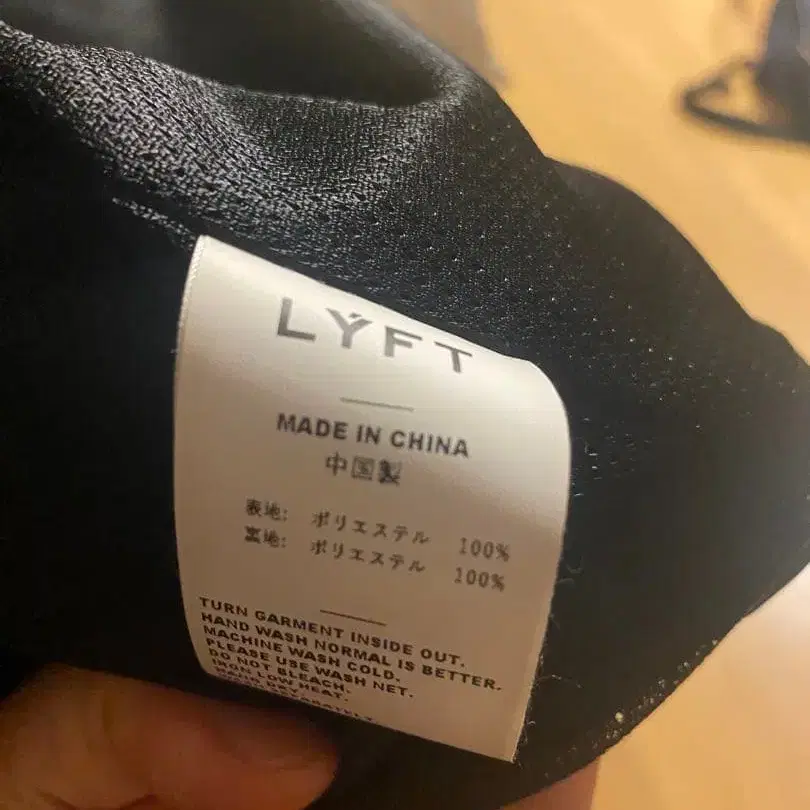 LYFT
MADE IN CHINA
中国製
表地: ポリエステル 100%
裏地: ポリエステル 100%
TURN GARMENT INSIDE OUT.
HAND WASH NORMAL IS BETTER.
MACHINE WASH COLD.
PLEASE USE WASH NET.
DO NOT BLEACH.
IRON LOW HEAT.
HANG DRY.